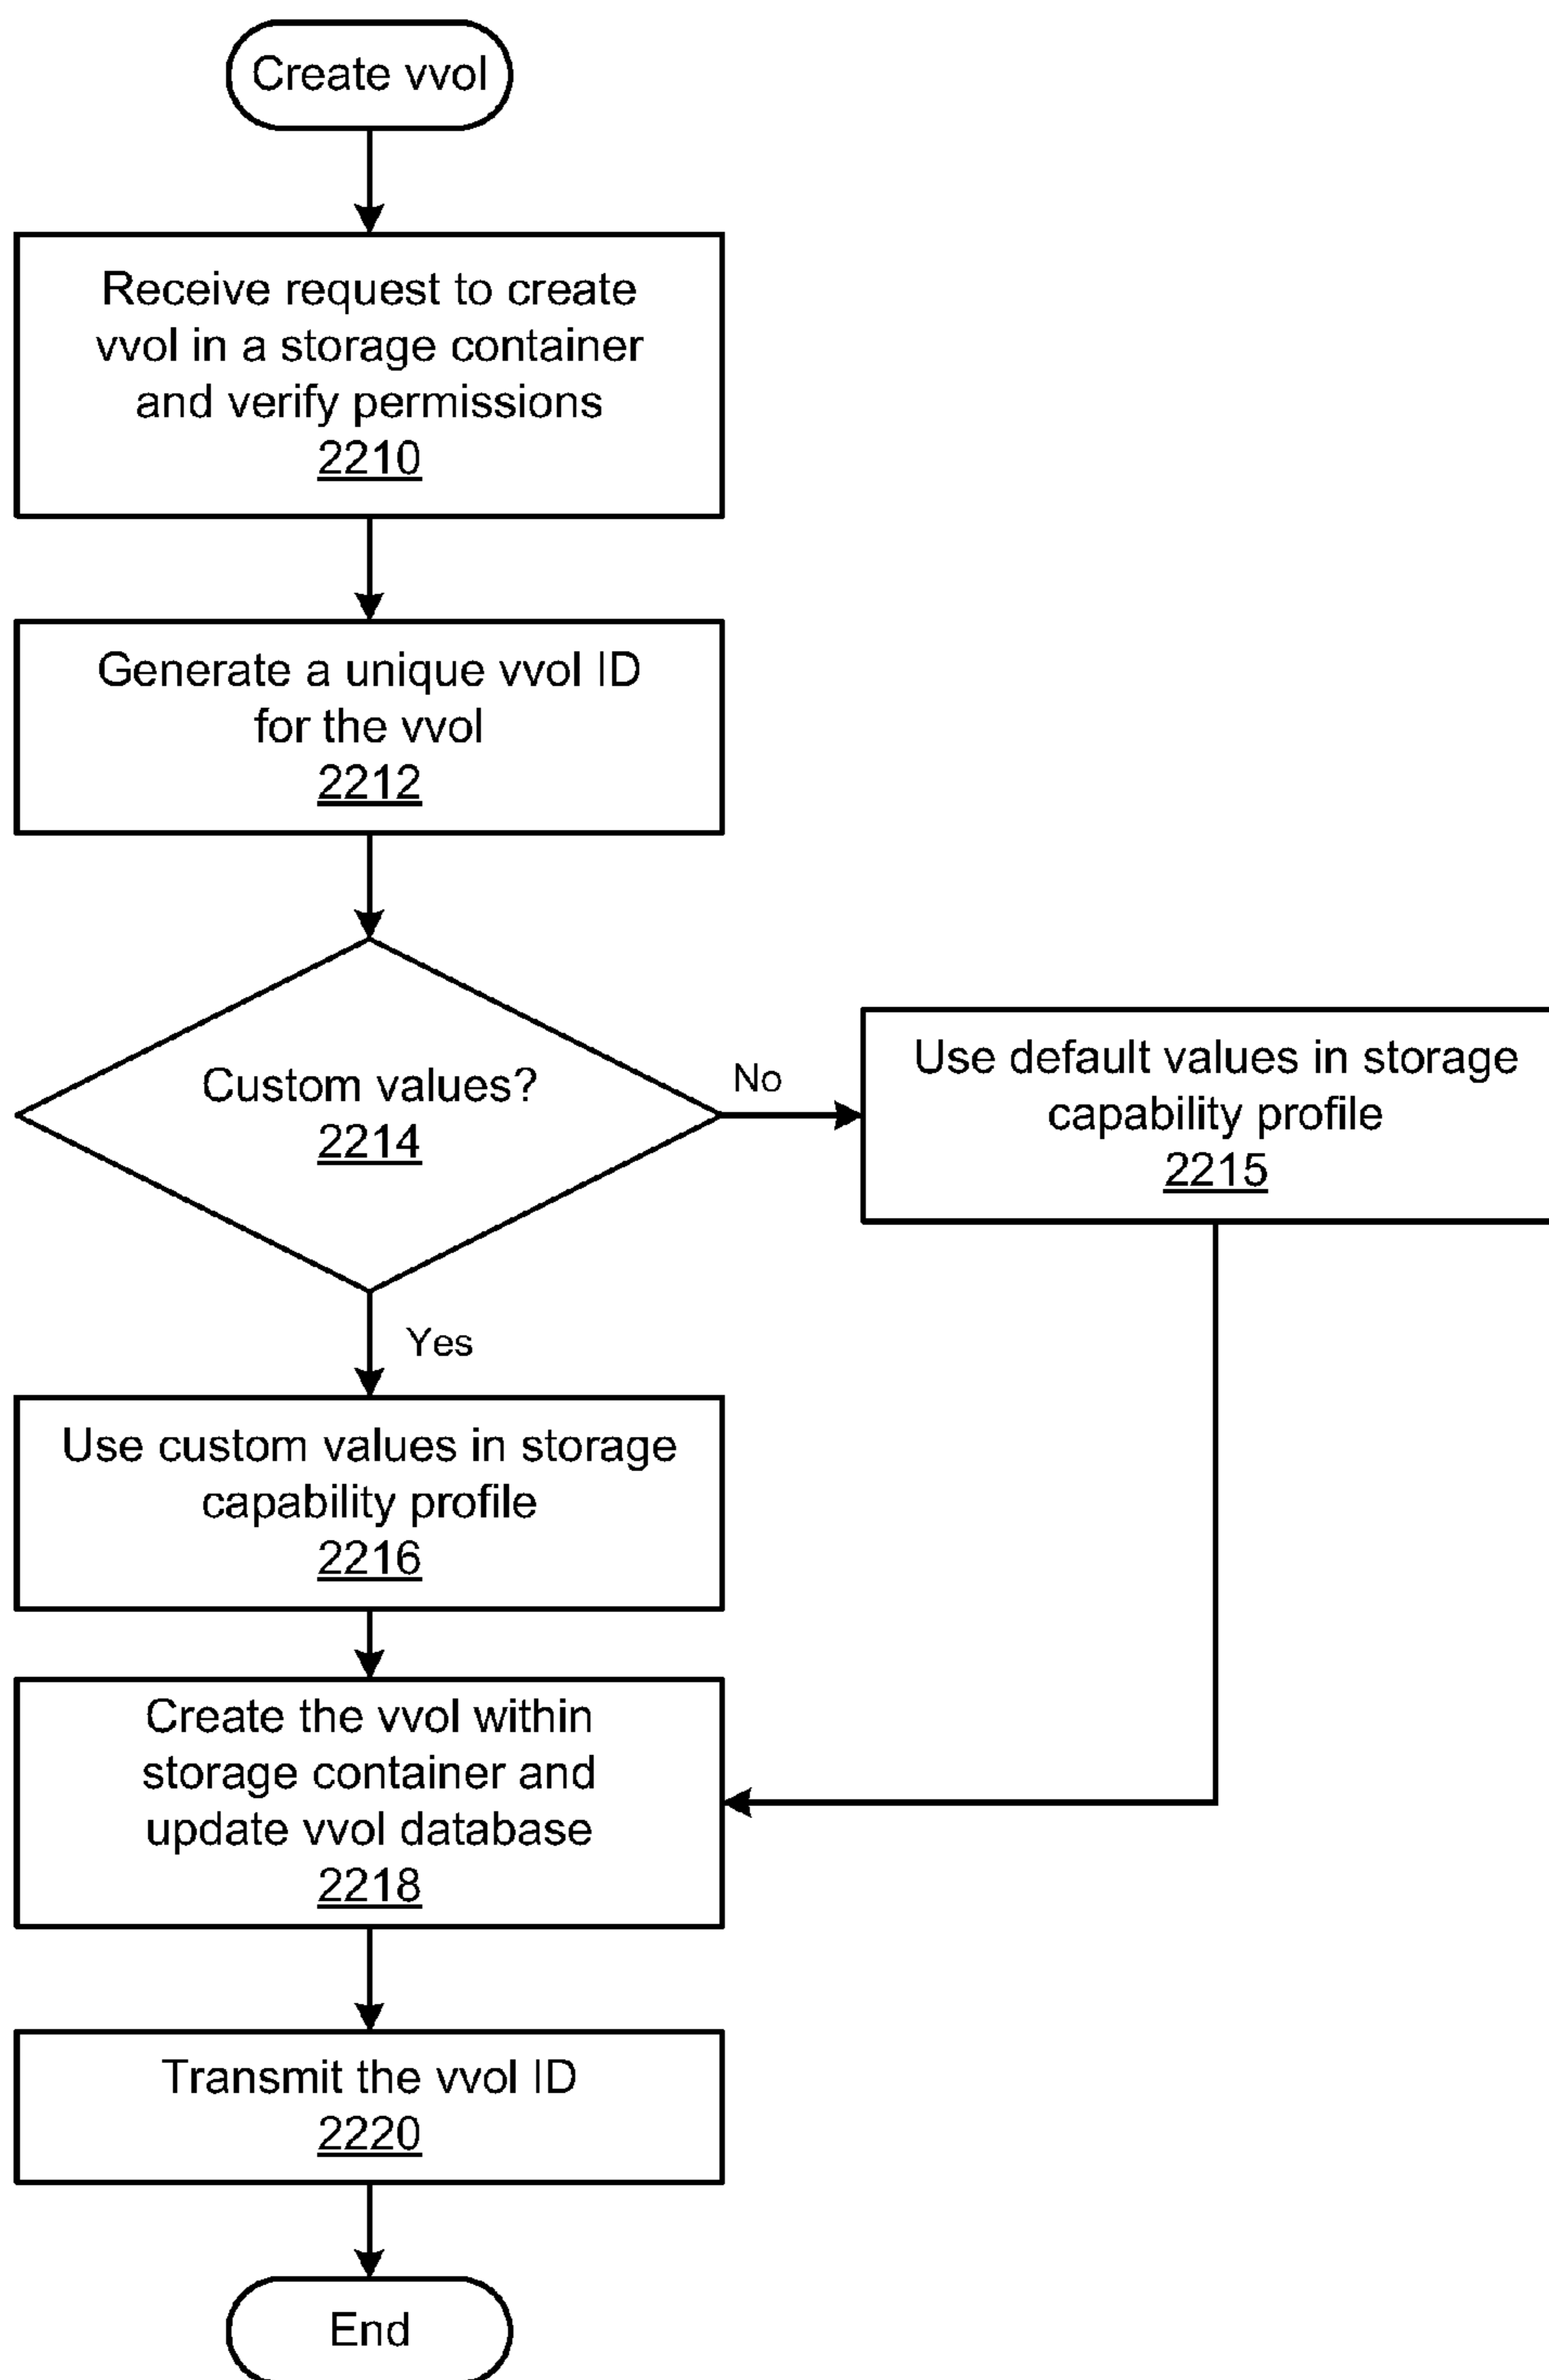 Create vvol
Receive request to create
vvol in a storage container
and verify permissions
2210
Generate a unique vvol ID
for the vvol
2212
Custom values?
2214
No
Use default values in storage
capability profile
2215
Yes
Use custom values in storage
capability profile
2216
Create the vvol within
storage container and
update vvol database
2218
Transmit the vvol ID
2220
End